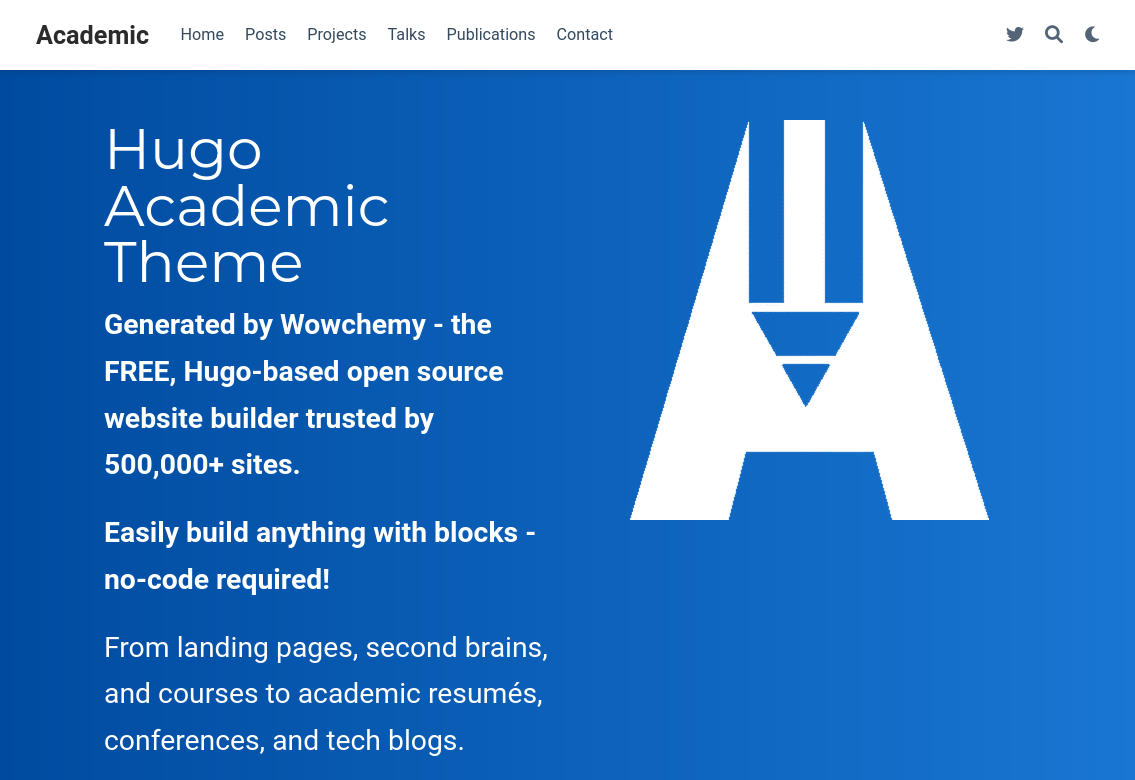 Academic Home Posts Projects Talks Publications Contact
Hugo
Academic
Theme
Generated by Wowchemy - the
FREE, Hugo-based open source
website builder trusted by
500,000+ sites.
Easily build anything with blocks -
no-code required!
From landing pages, second brains,
and courses to academic resumés,
conferences, and tech blogs.